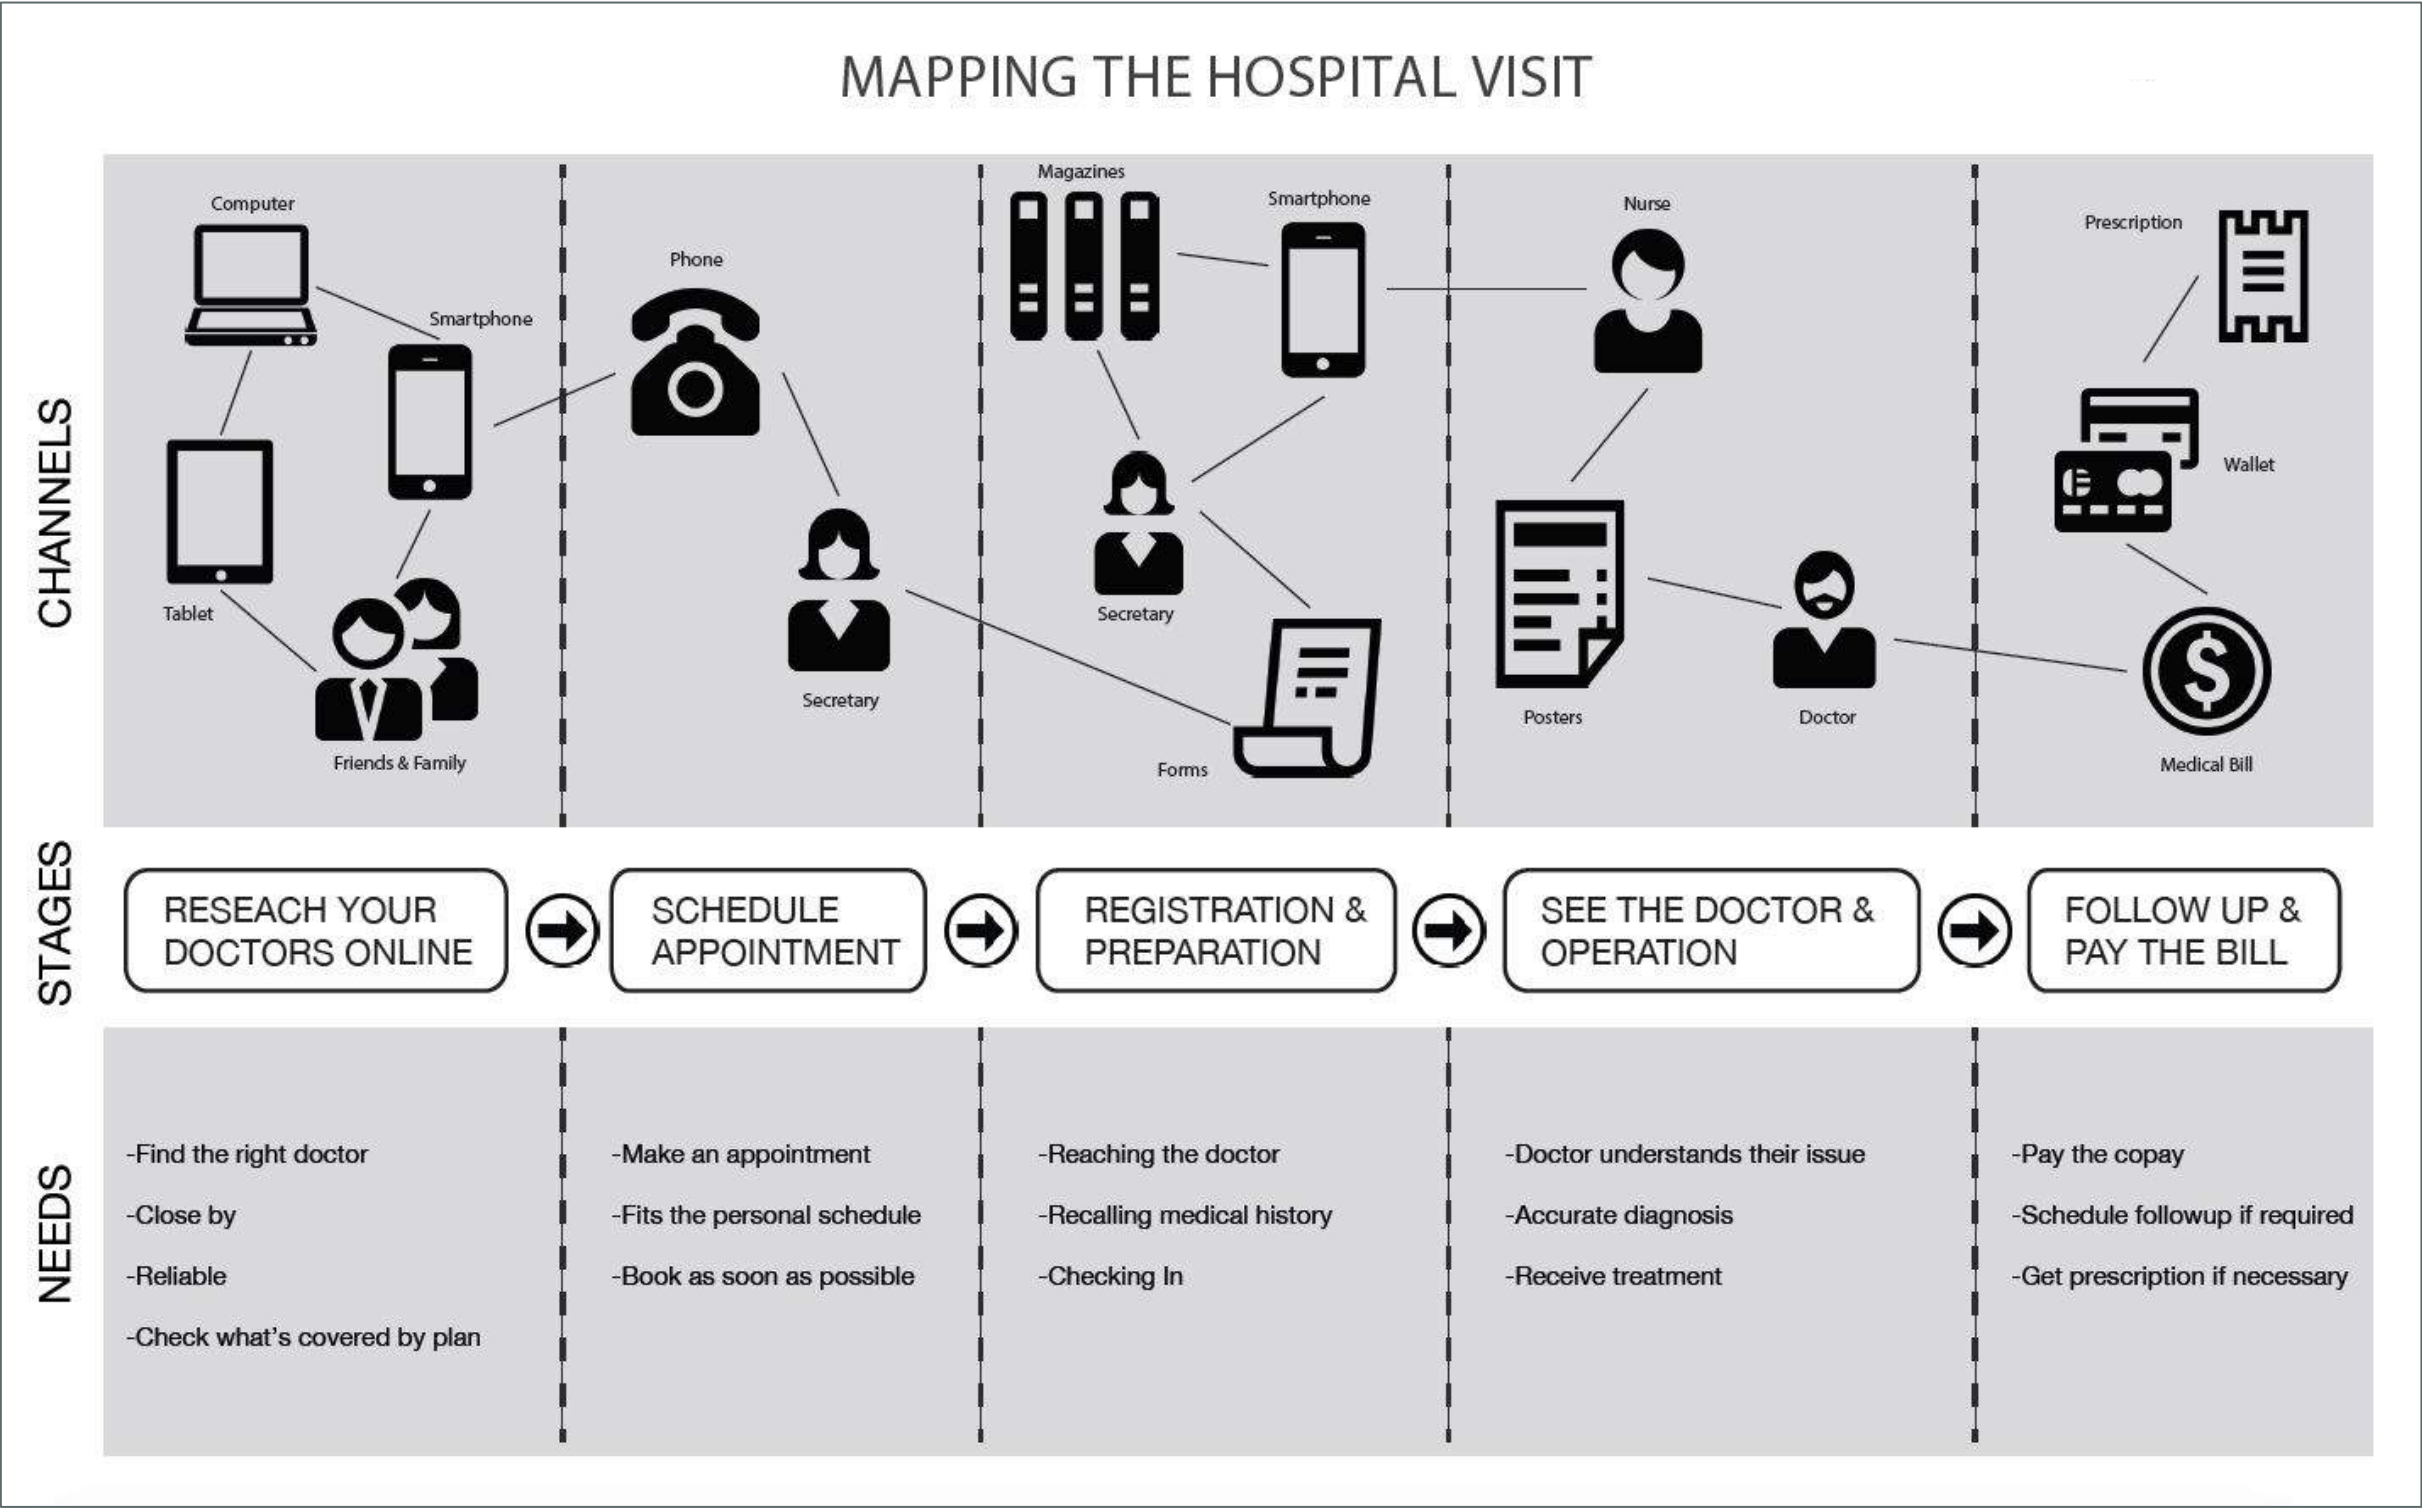 MAPPING THE HOSPITAL VISIT
CHANNELS
Computer
Smartphone
Tablet
Friends & Family
Phone
Secretary
Magazines
Smartphone
Secretary
Forms
Nurse
Posters
Doctor
Prescription
Wallet
Medical Bill
STAGES
RESEACH YOUR
DOCTORS ONLINE
SCHEDULE
APPOINTMENT
REGISTRATION &
PREPARATION
SEE THE DOCTOR &
OPERATION
FOLLOW UP &
PAY THE BILL
NEEDS
-Find the right doctor
-Close by
-Reliable
-Check what's covered by plan
-Make an appointment
-Fits the personal schedule
-Book as soon as possible
-Reaching the doctor
-Recalling medical history
-Checking In
-Doctor understands their issue
-Accurate diagnosis
-Receive treatment
-Pay the copay
-Schedule followup if required
-Get prescription if necessary